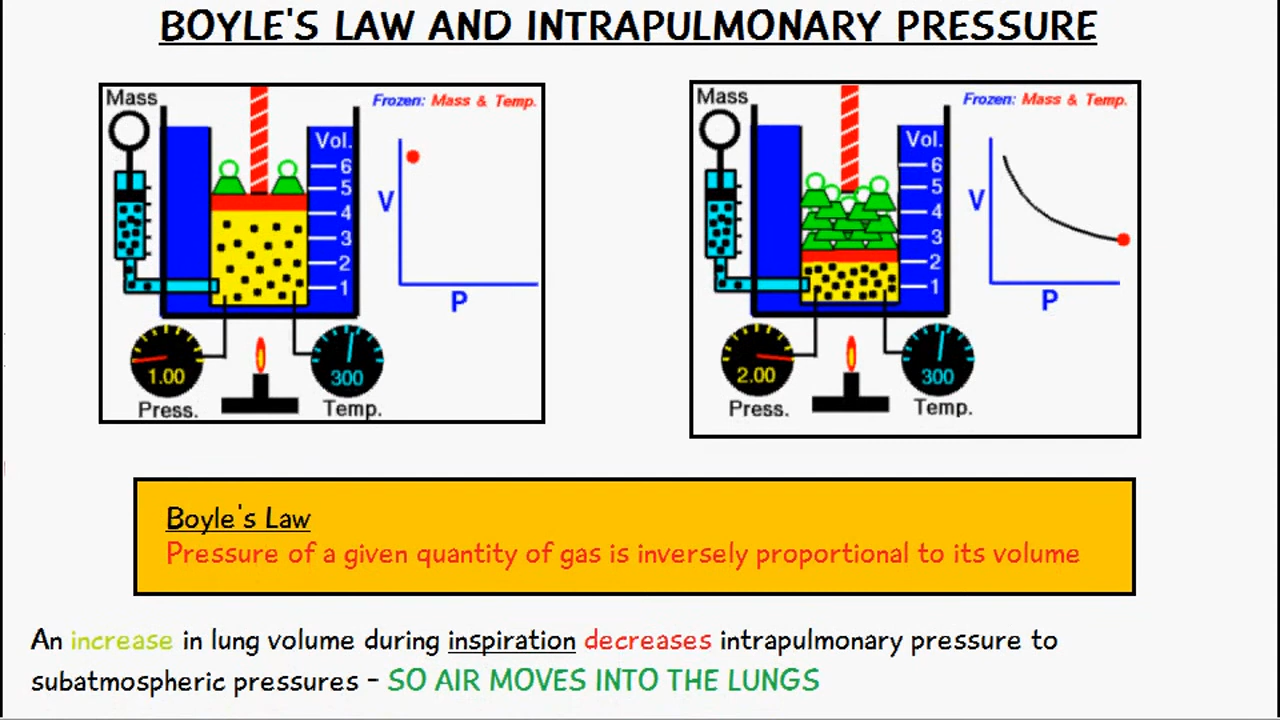 BOYLE'S LAW AND INTRAPULMONARY PRESSURE
Mass
Frozen: Mass & Temp.
Vol.
6
5
4
3
2
1
V
P
1.00
300
Press.
Temp.
Mass
Frozen: Mass & Temp.
Vol.
6
5
4
3
2
1
V
P
2.00
300
Press.
Temp.
Boyle's Law
Pressure of a given quantity of gas is inversely proportional to its volume
An increase in lung volume during inspiration decreases intrapulmonary pressure to
subatmospheric pressures - SO AIR MOVES INTO THE LUNGS